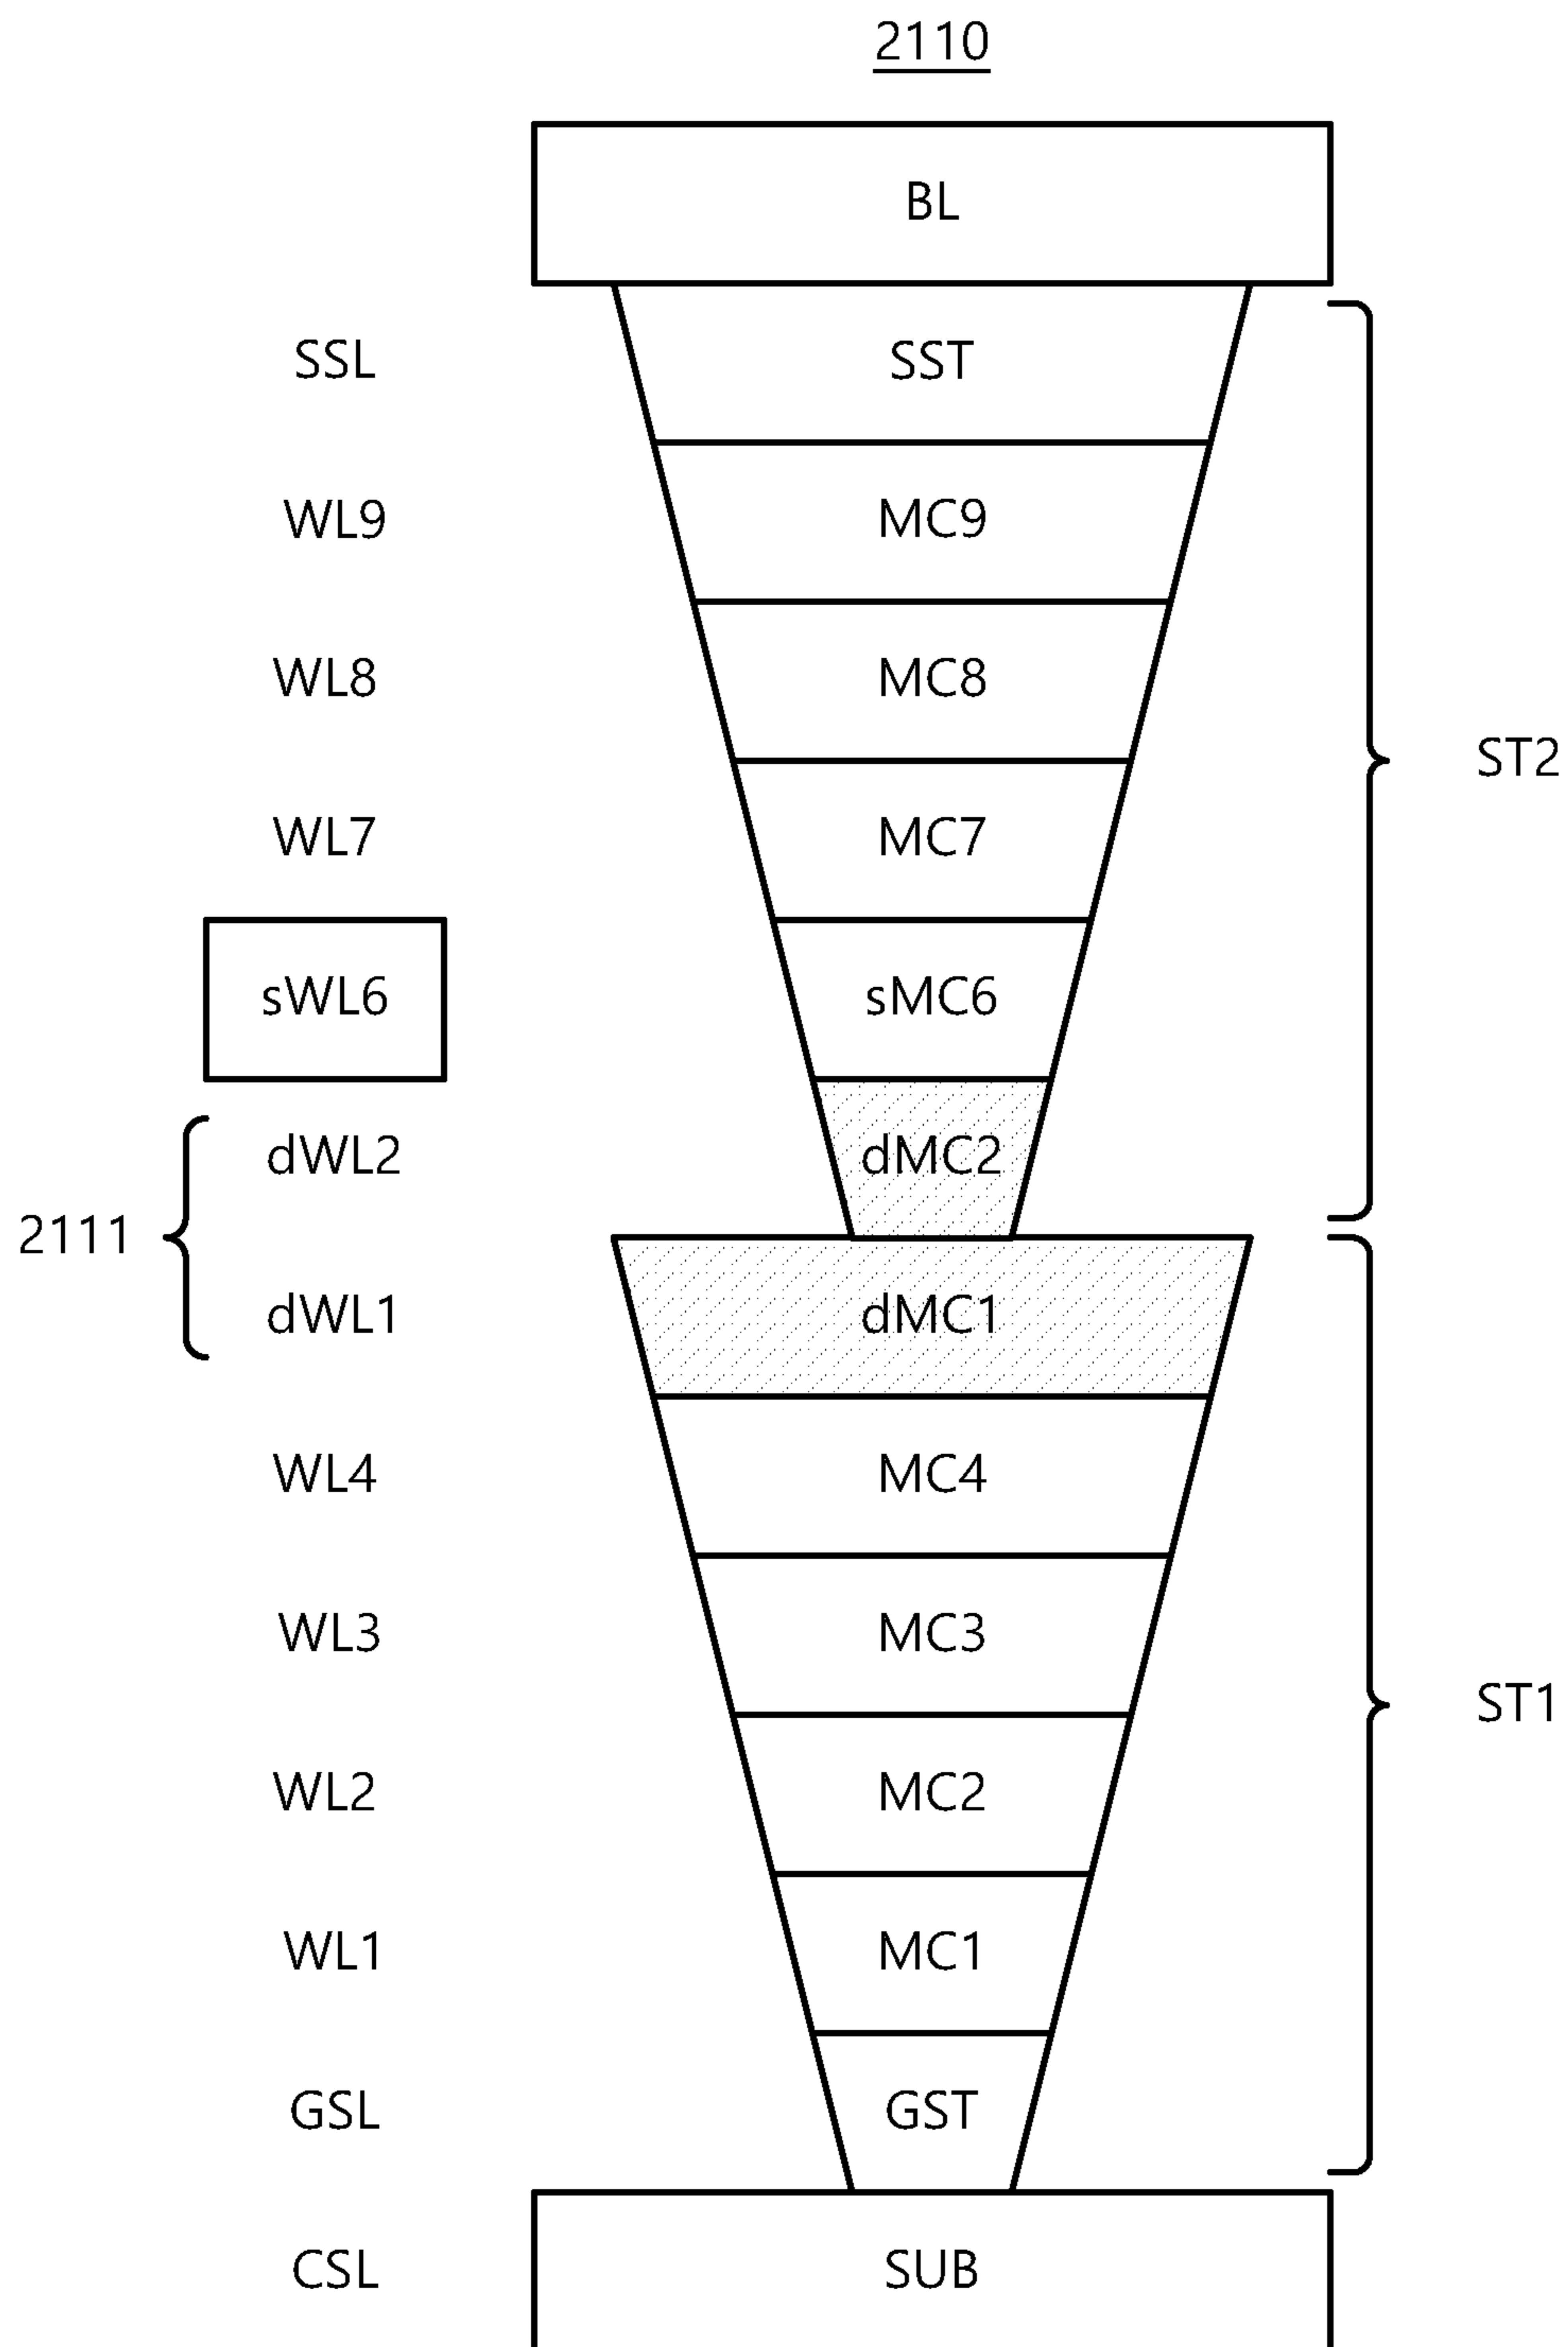 2110
BL
SSL SST
WL9 MC9
WL8 MC8
ST2
WL7 MC7
sWL6 sMC6
dWL2 dMC2
2111
dWL1 dMC1
WL4 MC4
WL3 MC3
ST1
WL2 MC2
WL1 MC1
GSL GST
CSL SUB